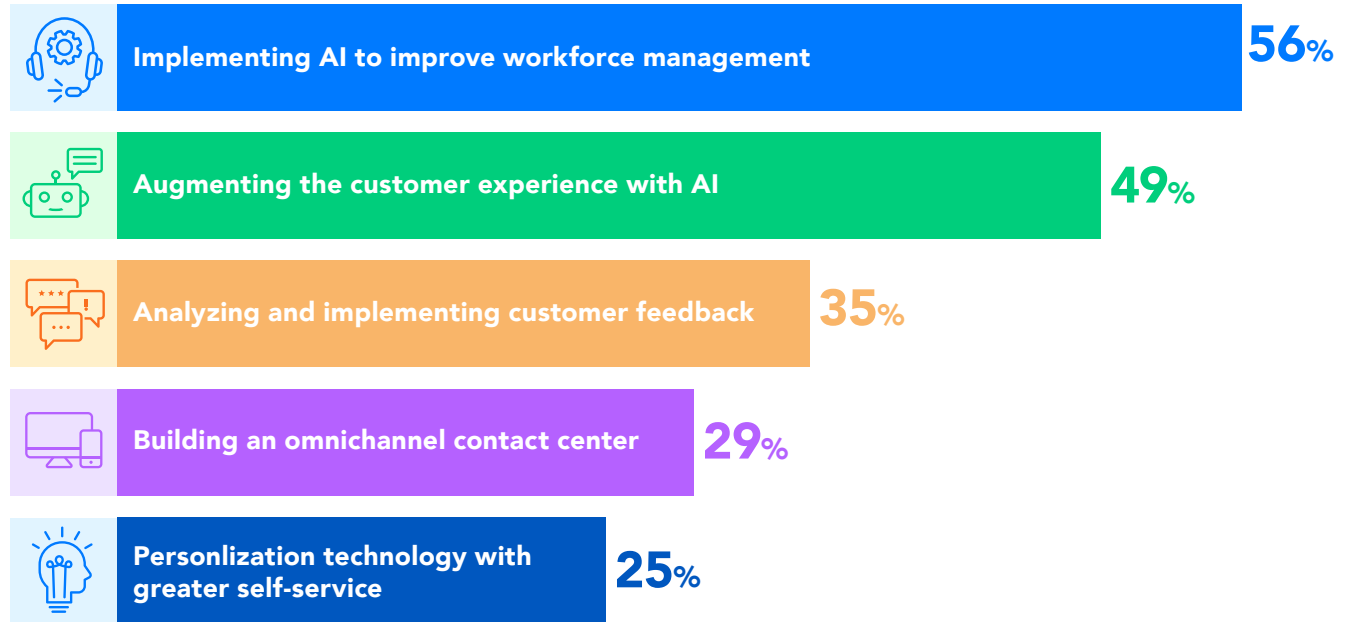 Implementing AI to improve workforce management
56%
Augmenting the customer experience with AI
49%
Analyzing and implementing customer feedback
35%
Building an omnichannel contact center
29%
Personlization technology with
greater self-service
25%